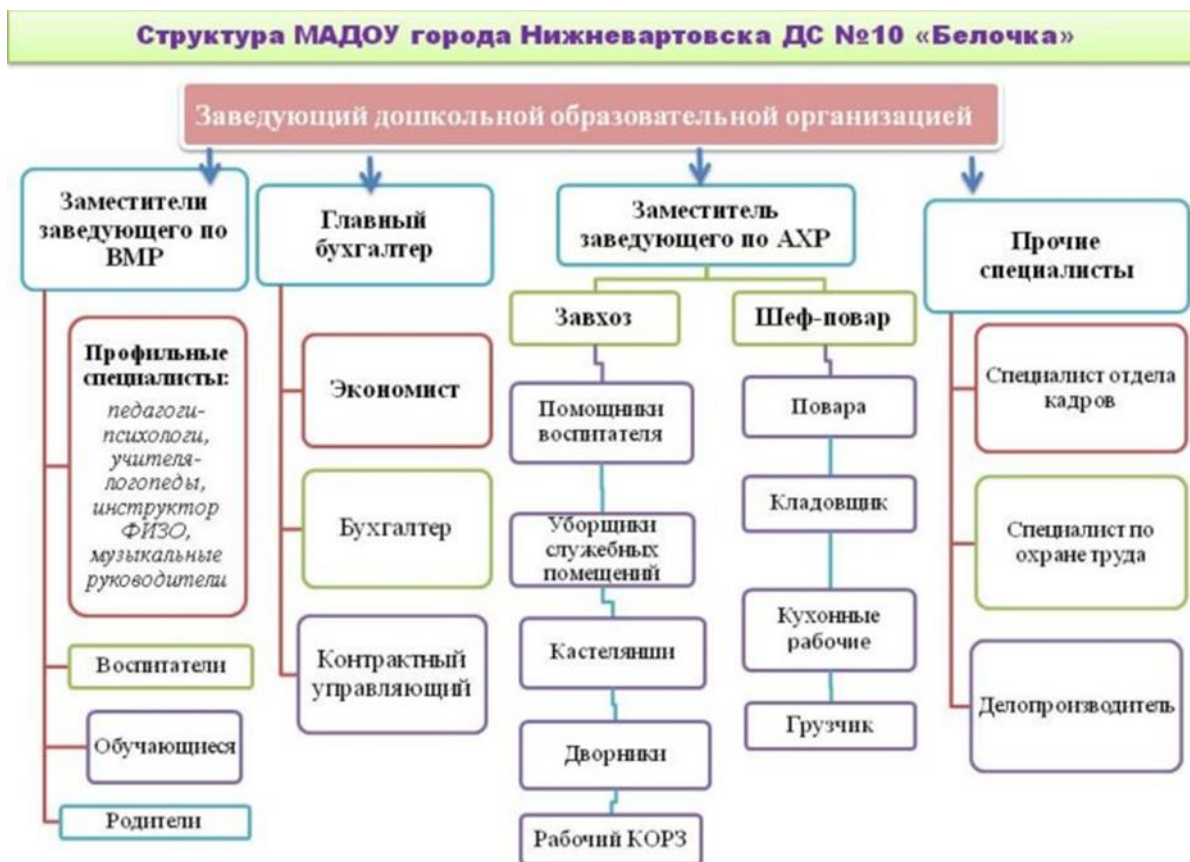 Структура МАДОУ города Нижневартовска ДС №10 «Белочка»
Заведующий дошкольной образовательной организацией
Заместители
заведующего по
ВМР
Профильные
специалисты:
педагоги-
психологи,
учителя-
логопеды,
инструктор
ФИЗО,
музыкальные
руководители
Воспитатели
Обучающиеся
Родители
Главный
бухгалтер
Экономист
Бухгалтер
Контрактный
управляющий
Заместитель
заведующего по АХР
Завхоз
Помощники
воспитателя
Уборщики
служебных
помещений
Кастелянши
Дворники
Рабочий КОРЗ
Шеф-повар
Повара
Кладовщик
Кухонные
рабочие
Грузчик
Прочие
специалисты
Специалист отдела
кадров
Специалист по
охране труда
Делопроизводитель